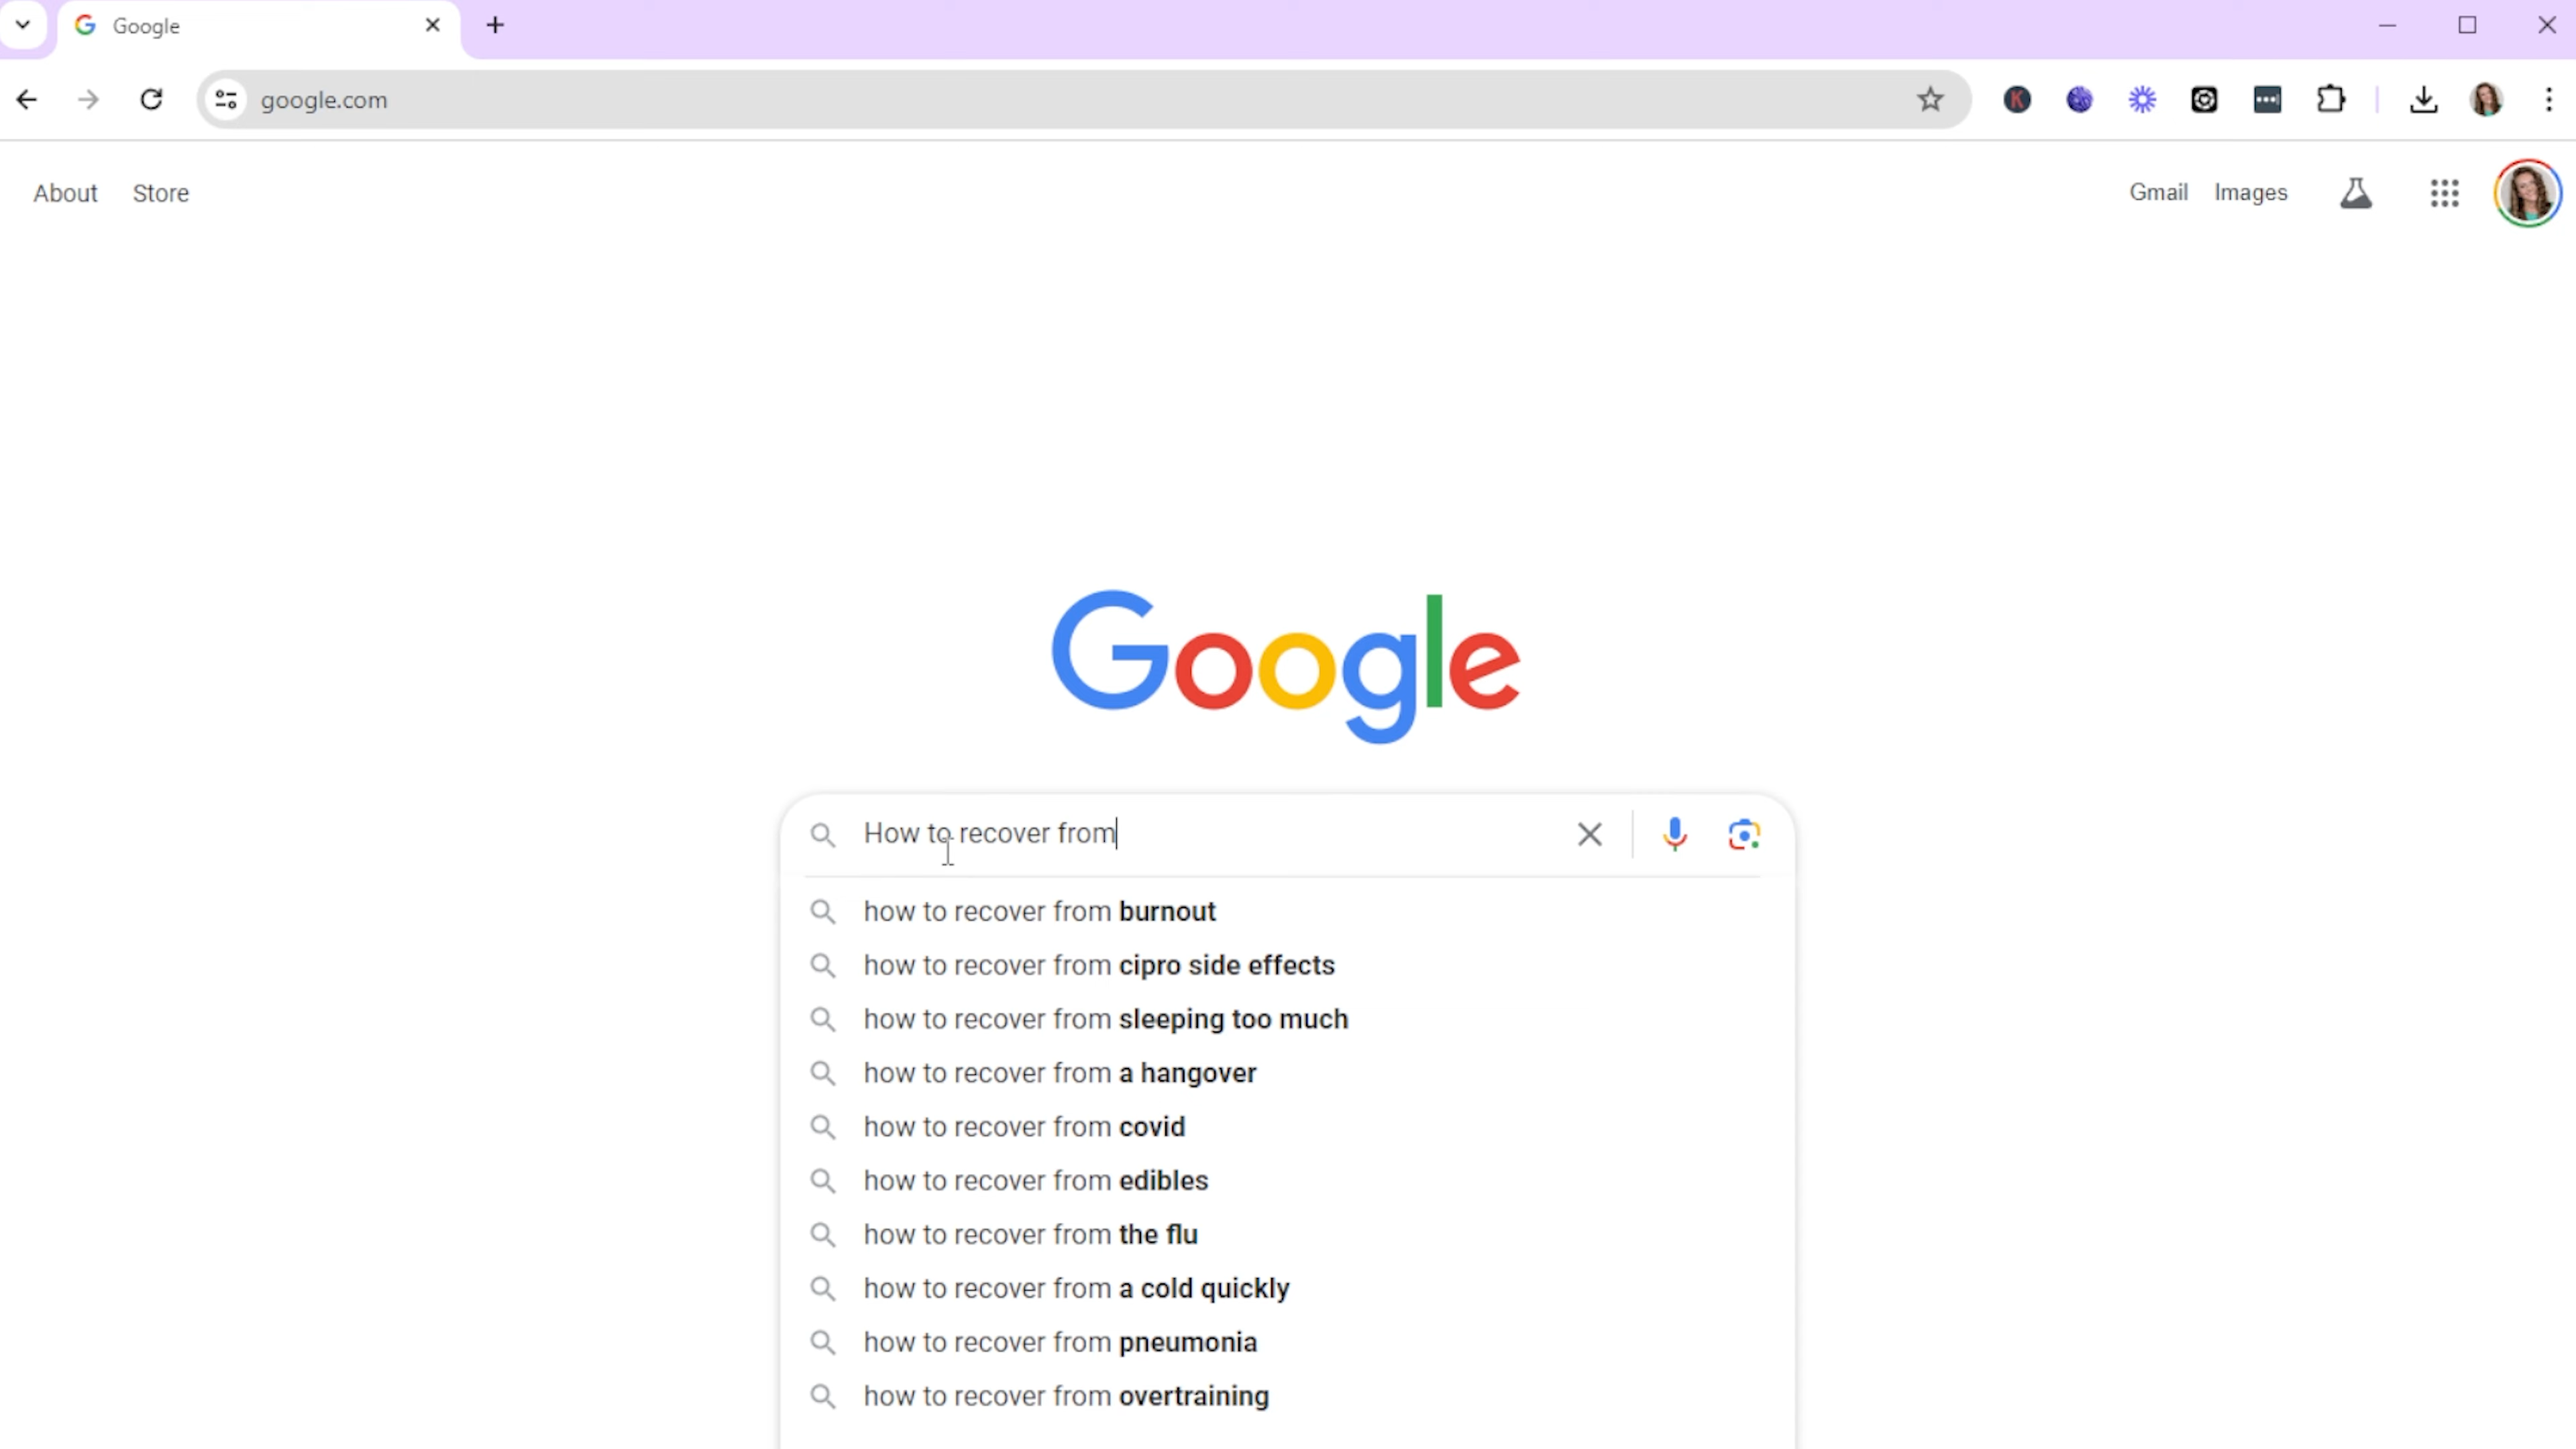 Google
google.com
About Store
Gmail Images
Google
How to recover from
how to recover from burnout
how to recover from cipro side effects
how to recover from sleeping too much
how to recover from a hangover
how to recover from covid
how to recover from edibles
how to recover from the flu
how to recover from a cold quickly
how to recover from pneumonia
how to recover from overtraining